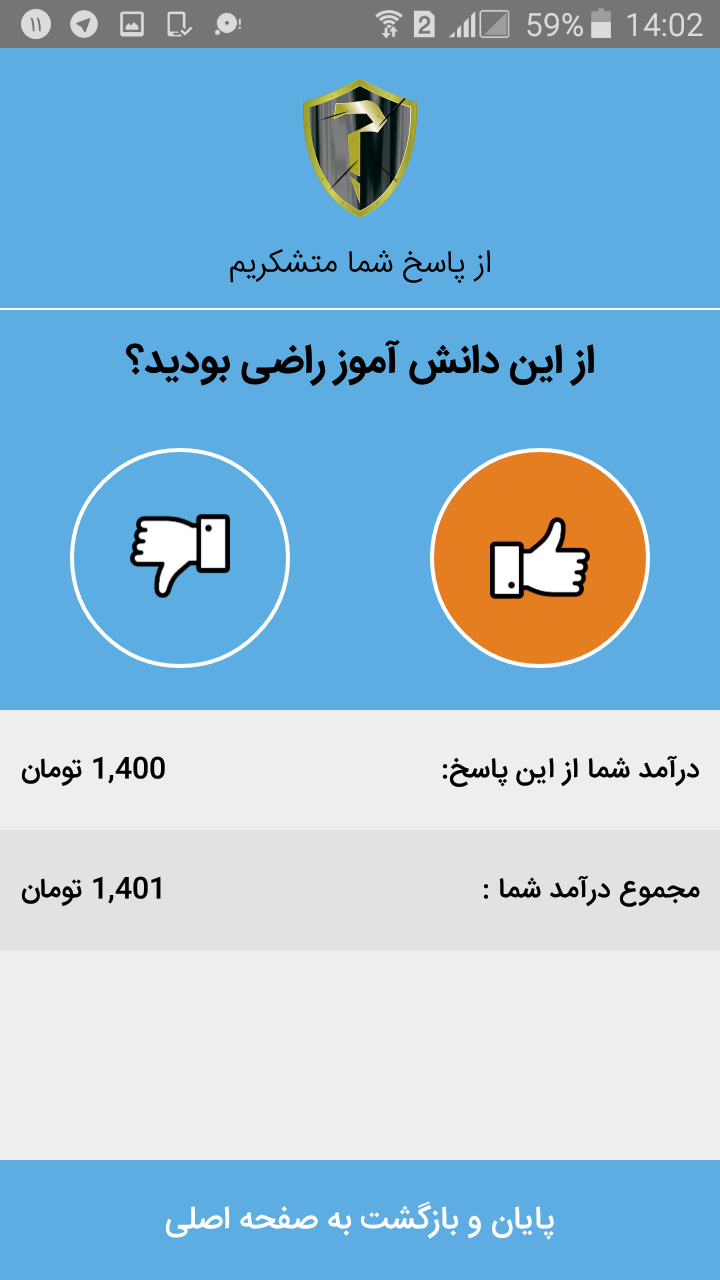 ۱۱ 2 59% 14:02
از پاسخ شما متشکریم
از این دانش آموز راضی بودید؟
درآمد شما از این پاسخ: 1,400 تومان
مجموع درآمد شما : 1,401 تومان
پایان و بازگشت به صفحه اصلی